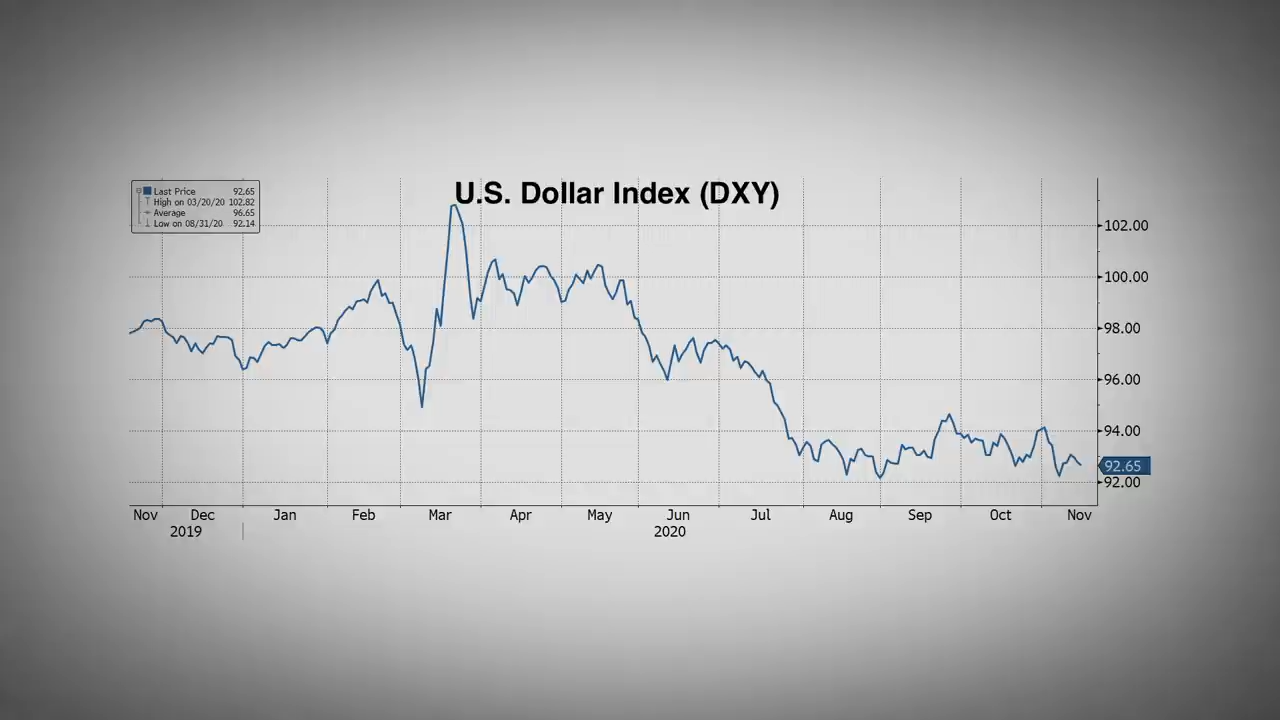 U.S. Dollar Index (DXY)
Last Price 92.65
High on 03/20/20 102.82
Average 96.65
Low on 08/31/20 92.14
102.00
100.00
98.00
96.00
94.00
92.65
92.00
Nov Dec Jan Feb Mar Apr May Jun Jul Aug Sep Oct Nov
2019 2020